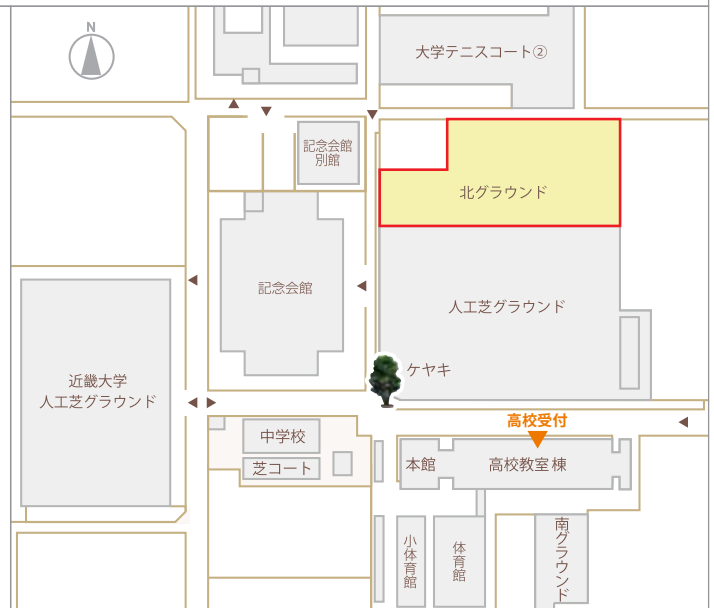 N
大学テニスコート②
記念会館
別館
北グラウンド
記念会館
人工芝グラウンド
近畿大学
人工芝グラウンド
ケヤキ
高校受付
中学校
芝コート
本館
高校教室棟
小体育館
体育館
南グラウンド